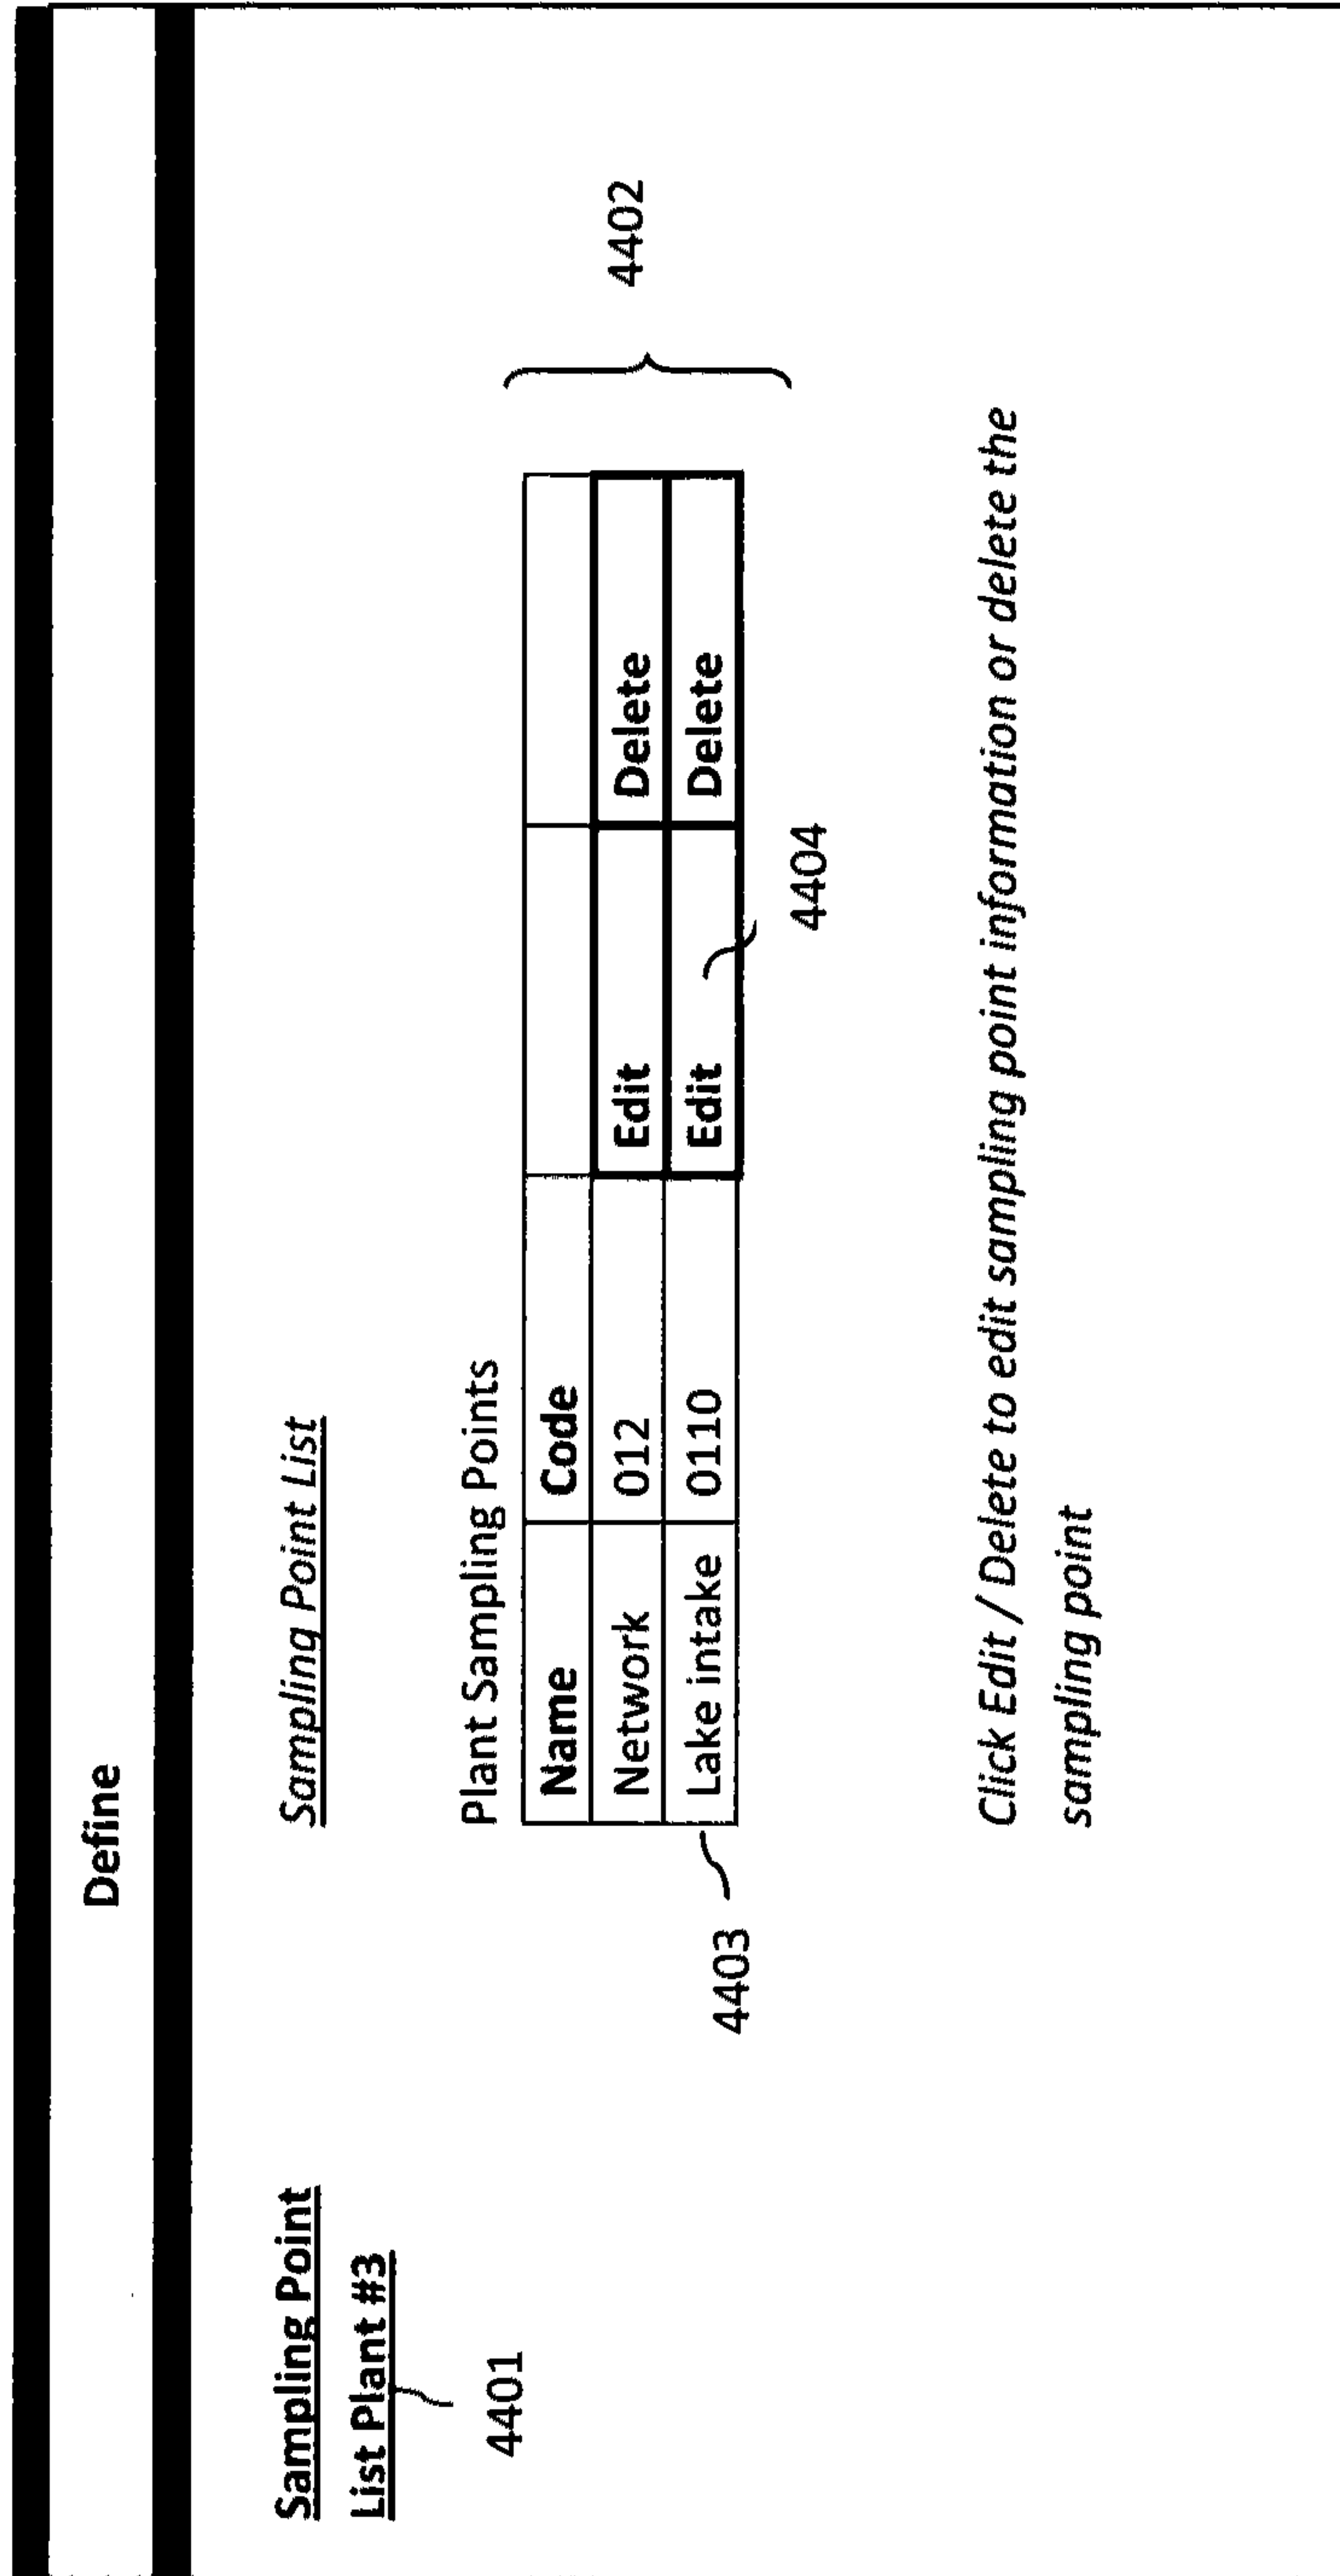 Define
Sampling Point
List Plant #3
4401
Sampling Point List
Plant Sampling Points
Name Code
Network 012 Edit Delete
Lake intake 0110 Edit Delete
4402
4403
4404
Click Edit / Delete to edit sampling point information or delete the
sampling point